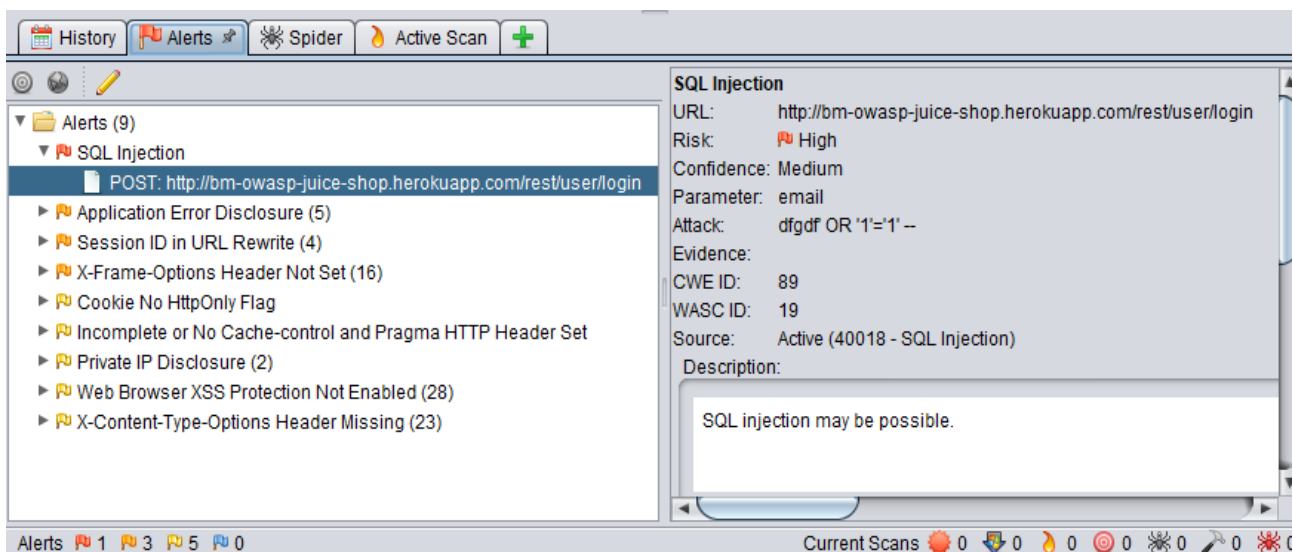 History Alerts Spider Active Scan
Alerts (9)
SQL Injection
POST: http://bm-owasp-juice-shop.herokuapp.com/rest/user/login
Application Error Disclosure (5)
Session ID in URL Rewrite (4)
X-Frame-Options Header Not Set (16)
Cookie No HttpOnly Flag
Incomplete or No Cache-control and Pragma HTTP Header Set
Private IP Disclosure (2)
Web Browser XSS Protection Not Enabled (28)
X-Content-Type-Options Header Missing (23)
SQL Injection
URL: http://bm-owasp-juice-shop.herokuapp.com/rest/user/login
Risk: High
Confidence: Medium
Parameter: email
Attack: dfgdf' OR '1'='1' --
Evidence:
CWE ID: 89
WASC ID: 19
Source: Active (40018 - SQL Injection)
Description:
SQL injection may be possible.
Alerts 1 3 5 0 Current Scans 0 0 0 0 0 0 0